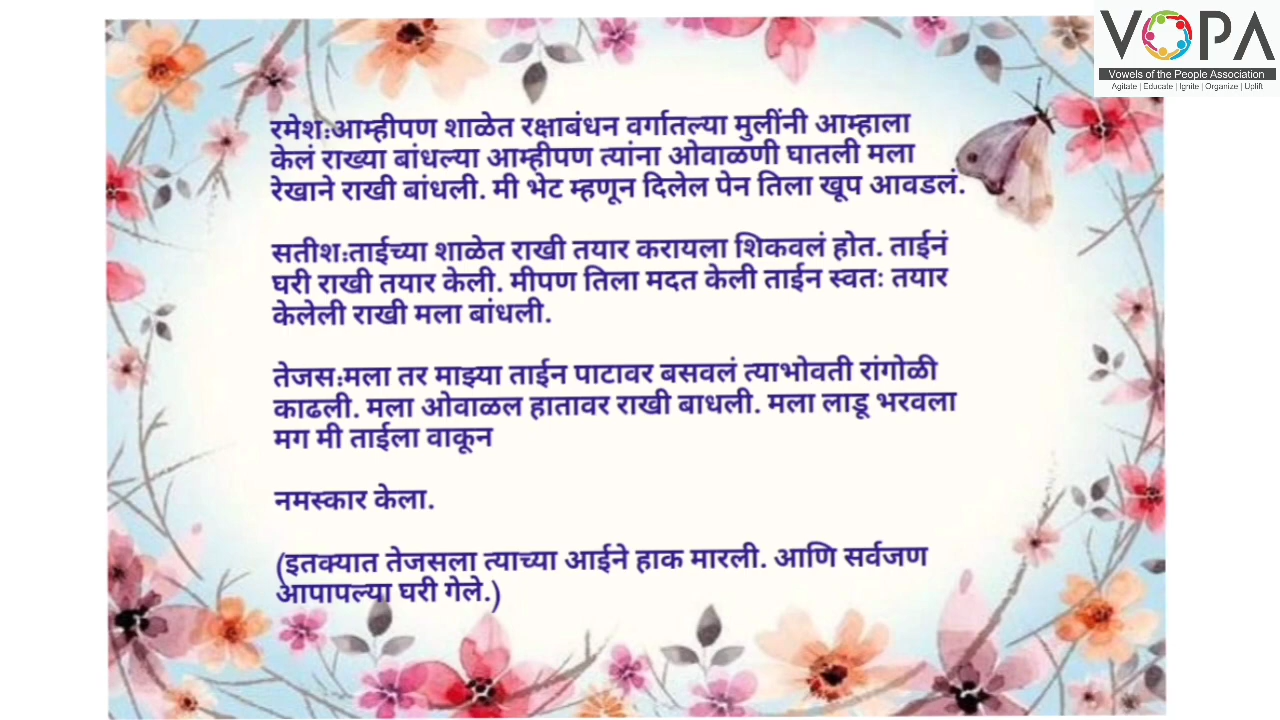 VOPA
Vowels of the People Association
Agitate | Educate | Ignite | Organize | Uplift
रमेशःआम्हीपण शाळेत रक्षाबंधन वर्गातल्या मुलींनी आम्हाला
केलं राख्या बांधल्या आम्हीपण त्यांना ओवाळणी घातली मला
रेखाने राखी बांधली. मी भेट म्हणून दिलेल पेन तिला खूप आवडलं.
सतीशःताईच्या शाळेत राखी तयार करायला शिकवलं होत. ताईनं
घरी राखी तयार केली. मीपण तिला मदत केली ताईन स्वतः तयार
केलेली राखी मला बांधली.
तेजसःमला तर माझ्या ताईन पाटावर बसवलं त्याभोवती रांगोळी
काढली. मला ओवाळल हातावर राखी बाधली. मला लाडू भरवला
मग मी ताईला वाकून
नमस्कार केला.
(इतक्यात तेजसला त्याच्या आईने हाक मारली. आणि सर्वजण
आपापल्या घरी गेले.)